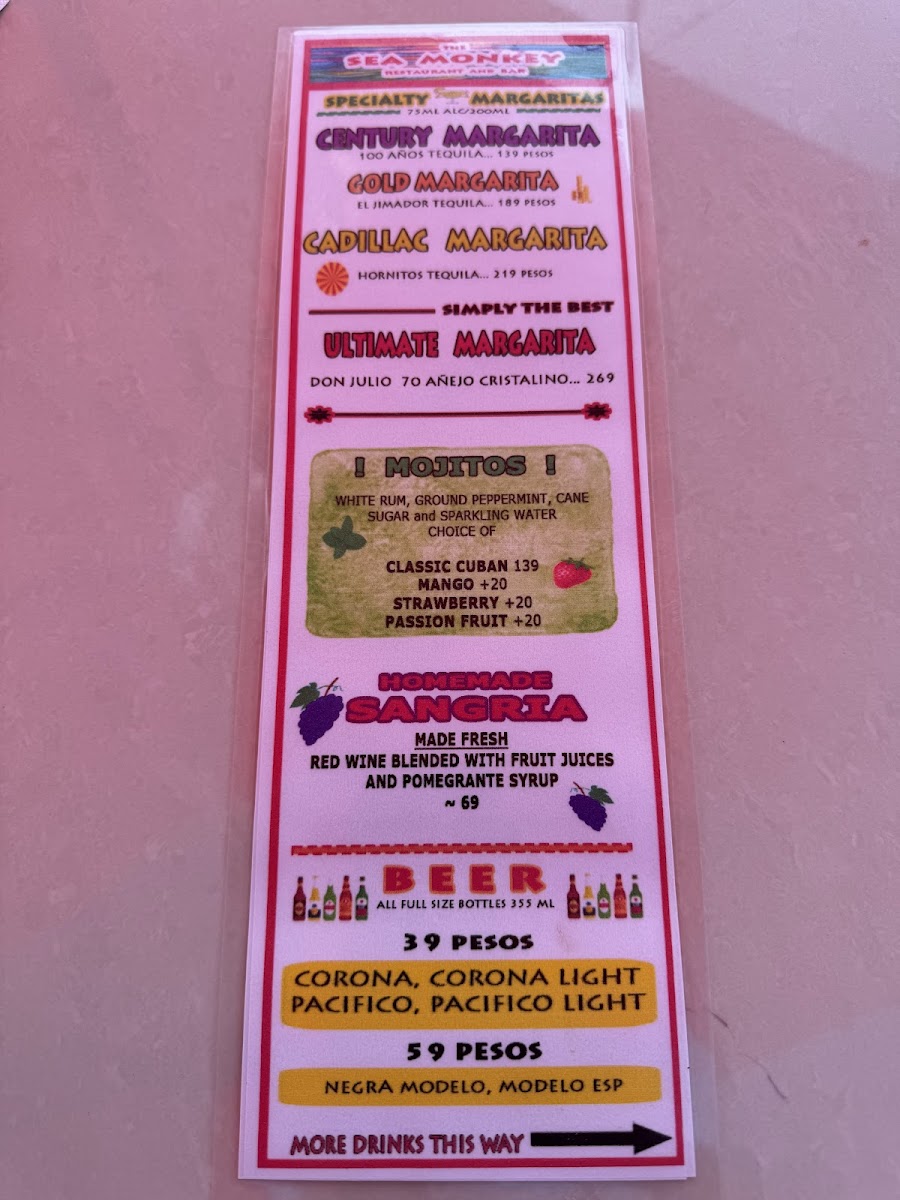 THE
SEA MONKEY
RESTAURANT AND BAR
SPECIALTY Super MARGARITAS
75ML ALC/200ML
CENTURY MARGARITA
100 AÑOS TEQUILA... 139 PESOS
GOLD MARGARITA
EL JIMADOR TEQUILA... 189 PESOS
CADILLAC MARGARITA
HORNITOS TEQUILA... 219 PESOS
SIMPLY THE BEST
ULTIMATE MARGARITA
DON JULIO 70 AÑEJO CRISTALINO... 269
! MOJITOS !
WHITE RUM, GROUND PEPPERMINT, CANE
SUGAR and SPARKLING WATER
CHOICE OF
CLASSIC CUBAN 139
MANGO +20
STRAWBERRY +20
PASSION FRUIT +20
HOMEMADE
SANGRIA
MADE FRESH
RED WINE BLENDED WITH FRUIT JUICES
AND POMEGRANTE SYRUP
~ 69
BEER
ALL FULL SIZE BOTTLES 355 ML
39 PESOS
CORONA, CORONA LIGHT
PACIFICO, PACIFICO LIGHT
59 PESOS
NEGRA MODELO, MODELO ESP
MORE DRINKS THIS WAY